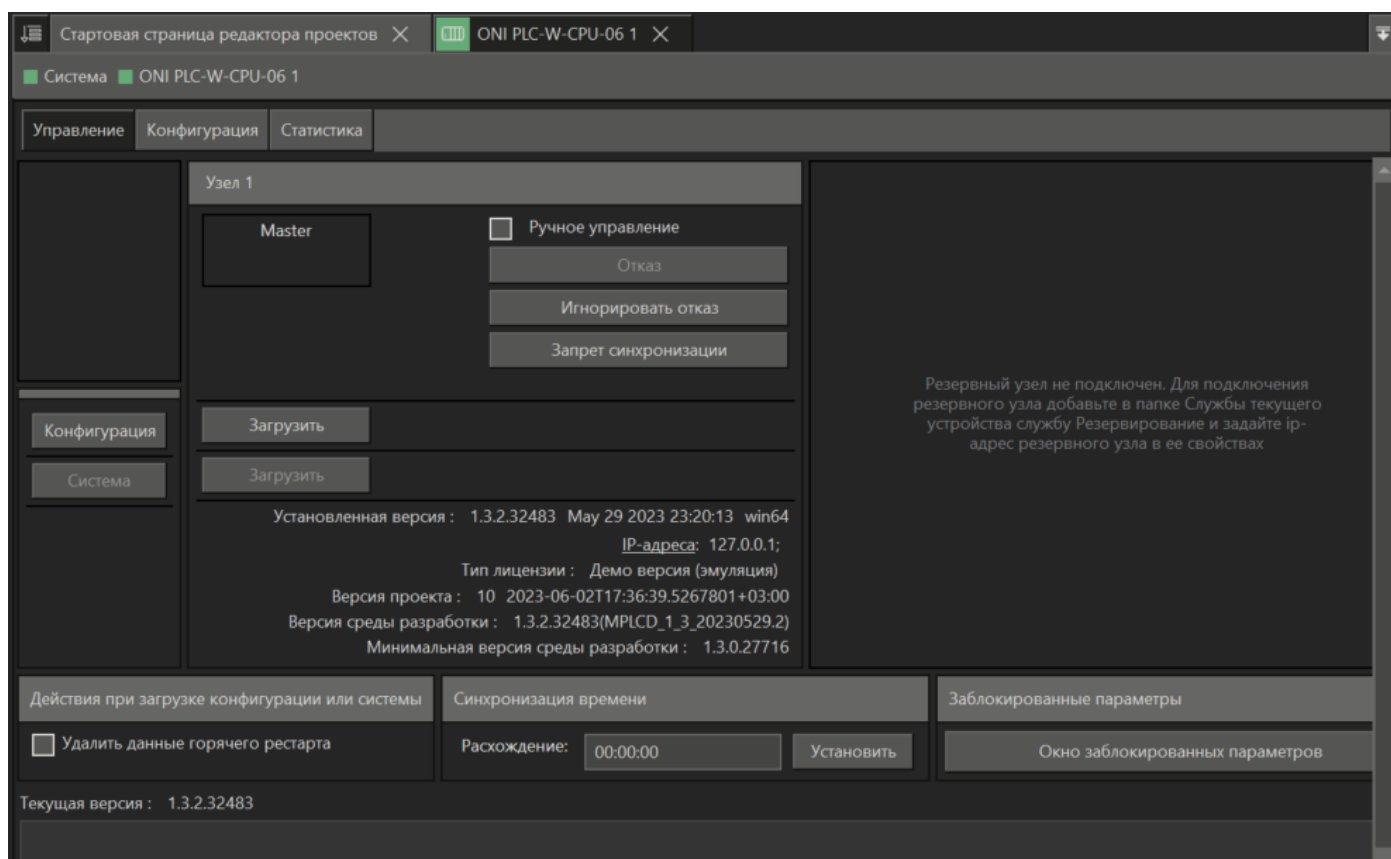 Стартовая страница редактора проектов
ONI PLC-W-CPU-06 1
Система ONI PLC-W-CPU-06 1
Управление Конфигурация Статистика
Узел 1
Master
Ручное управление
Отказ
Игнорировать отказ
Запрет синхронизации
Конфигурация
Загрузить
Система
Загрузить
Установленная версия : 1.3.2.32483 May 29 2023 23:20:13 win64
IP-адреса: 127.0.0.1;
Тип лицензии : Демо версия (эмуляция)
Версия проекта : 10 2023-06-02T17:36:39.5267801+03:00
Версия среды разработки : 1.3.2.32483(MPLCD_1_3_20230529.2)
Минимальная версия среды разработки : 1.3.0.27716
Резервный узел не подключен. Для подключения
резервного узла добавьте в папке Службы текущего
устройства службу Резервирование и задайте ip-
адрес резервного узла в ее свойствах
Действия при загрузке конфигурации или системы
Удалить данные горячего рестарта
Синхронизация времени
Расхождение: 00:00:00 Установить
Заблокированные параметры
Окно заблокированных параметров
Текущая версия : 1.3.2.32483